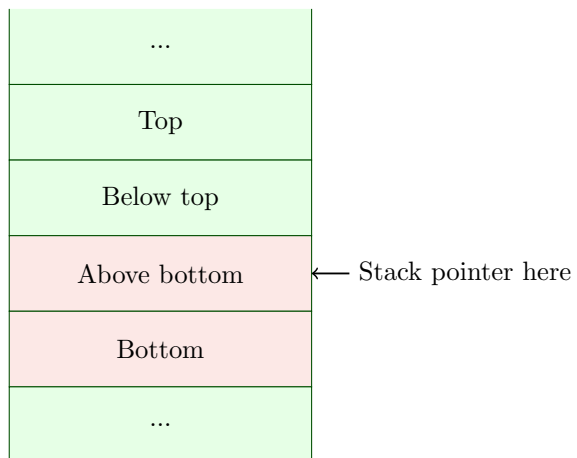 ...
Top
Below top
Above bottom
Stack pointer here
Bottom
...